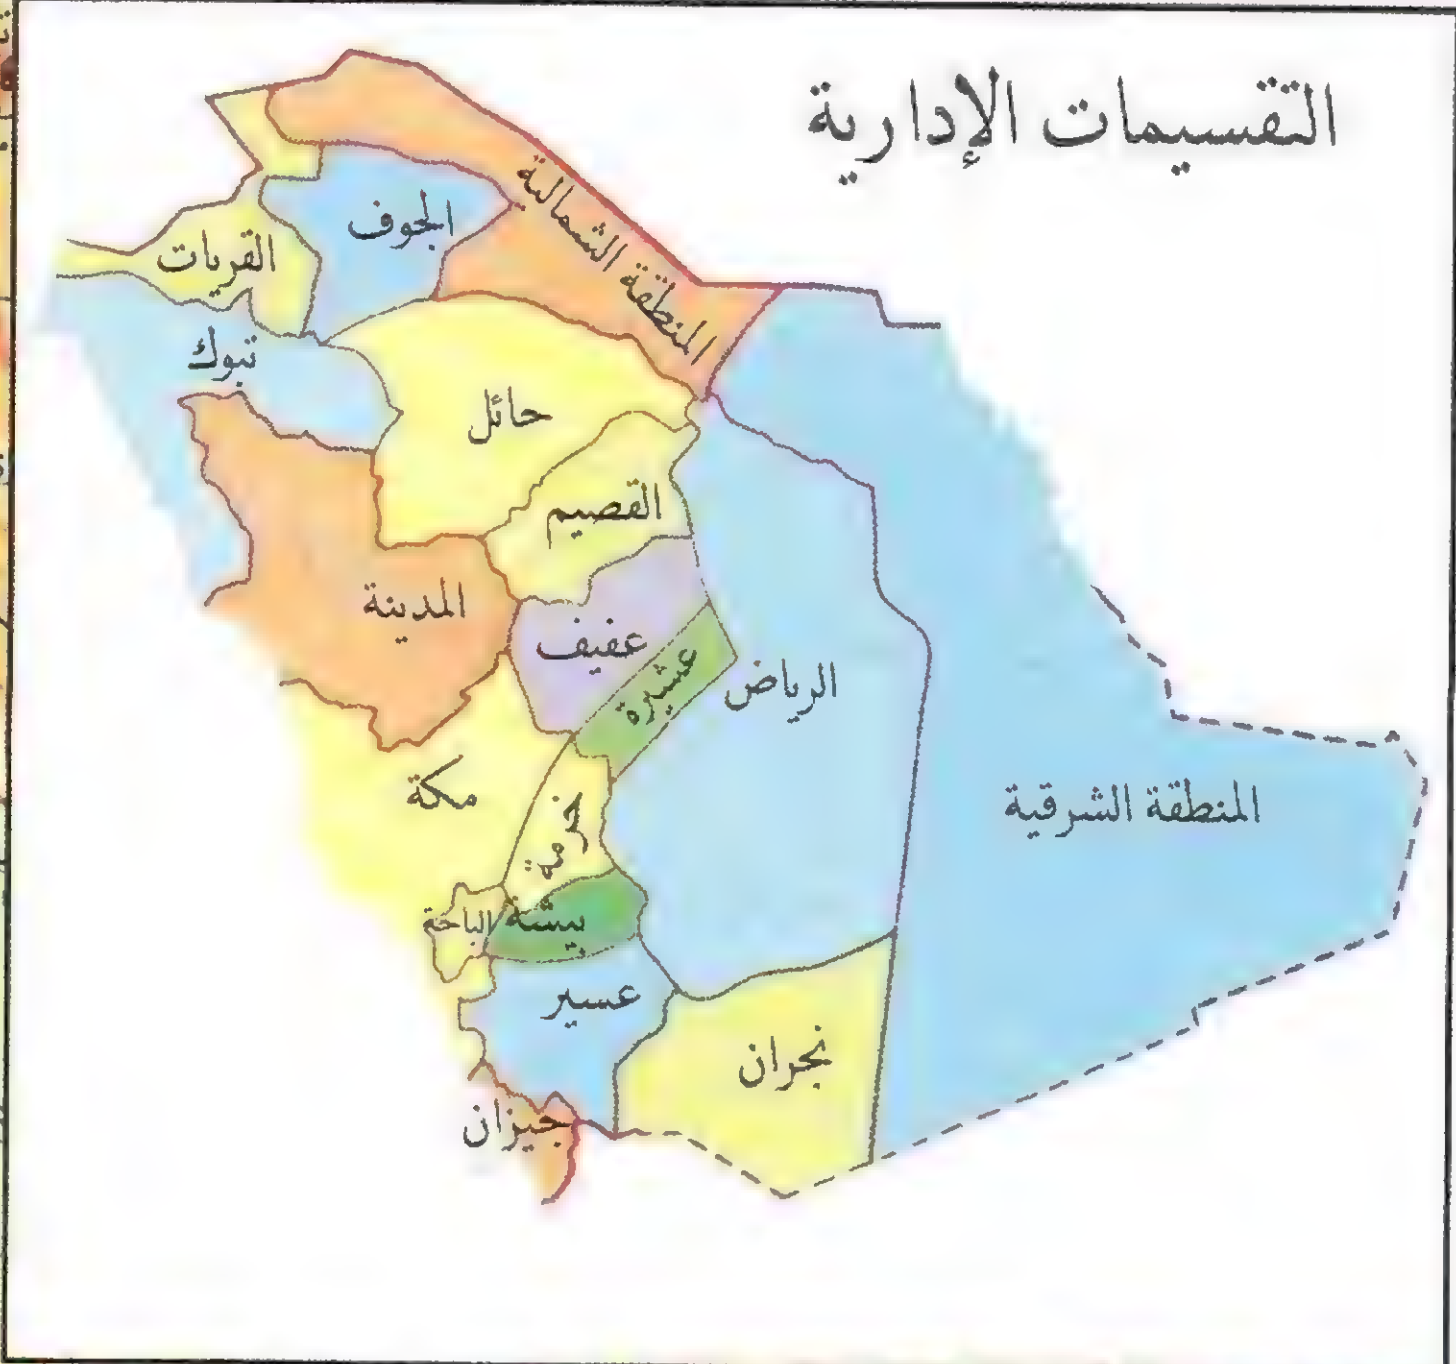 التقسيمات الإدارية
المنطقة الشمالية
الجوف
القريات
تبوك
حائل
القصيم
المدينة
عفيف
عشيرة
الرياض
المنطقة الشرقية
مكة
خرمة
بيشة
الباحة
عسير
نجران
جيزان